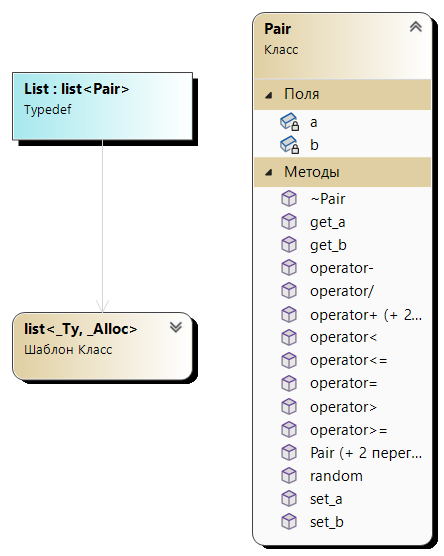 List : list<Pair>
Typedef
list<_Ty, _Alloc>
Шаблон Класс
Pair
Класс
Поля
a
b
Методы
~Pair
get_a
get_b
operator-
operator/
operator+ (+ 2...
operator<
operator<=
operator=
operator>
operator>=
Pair (+ 2 перег...
random
set_a
set_b